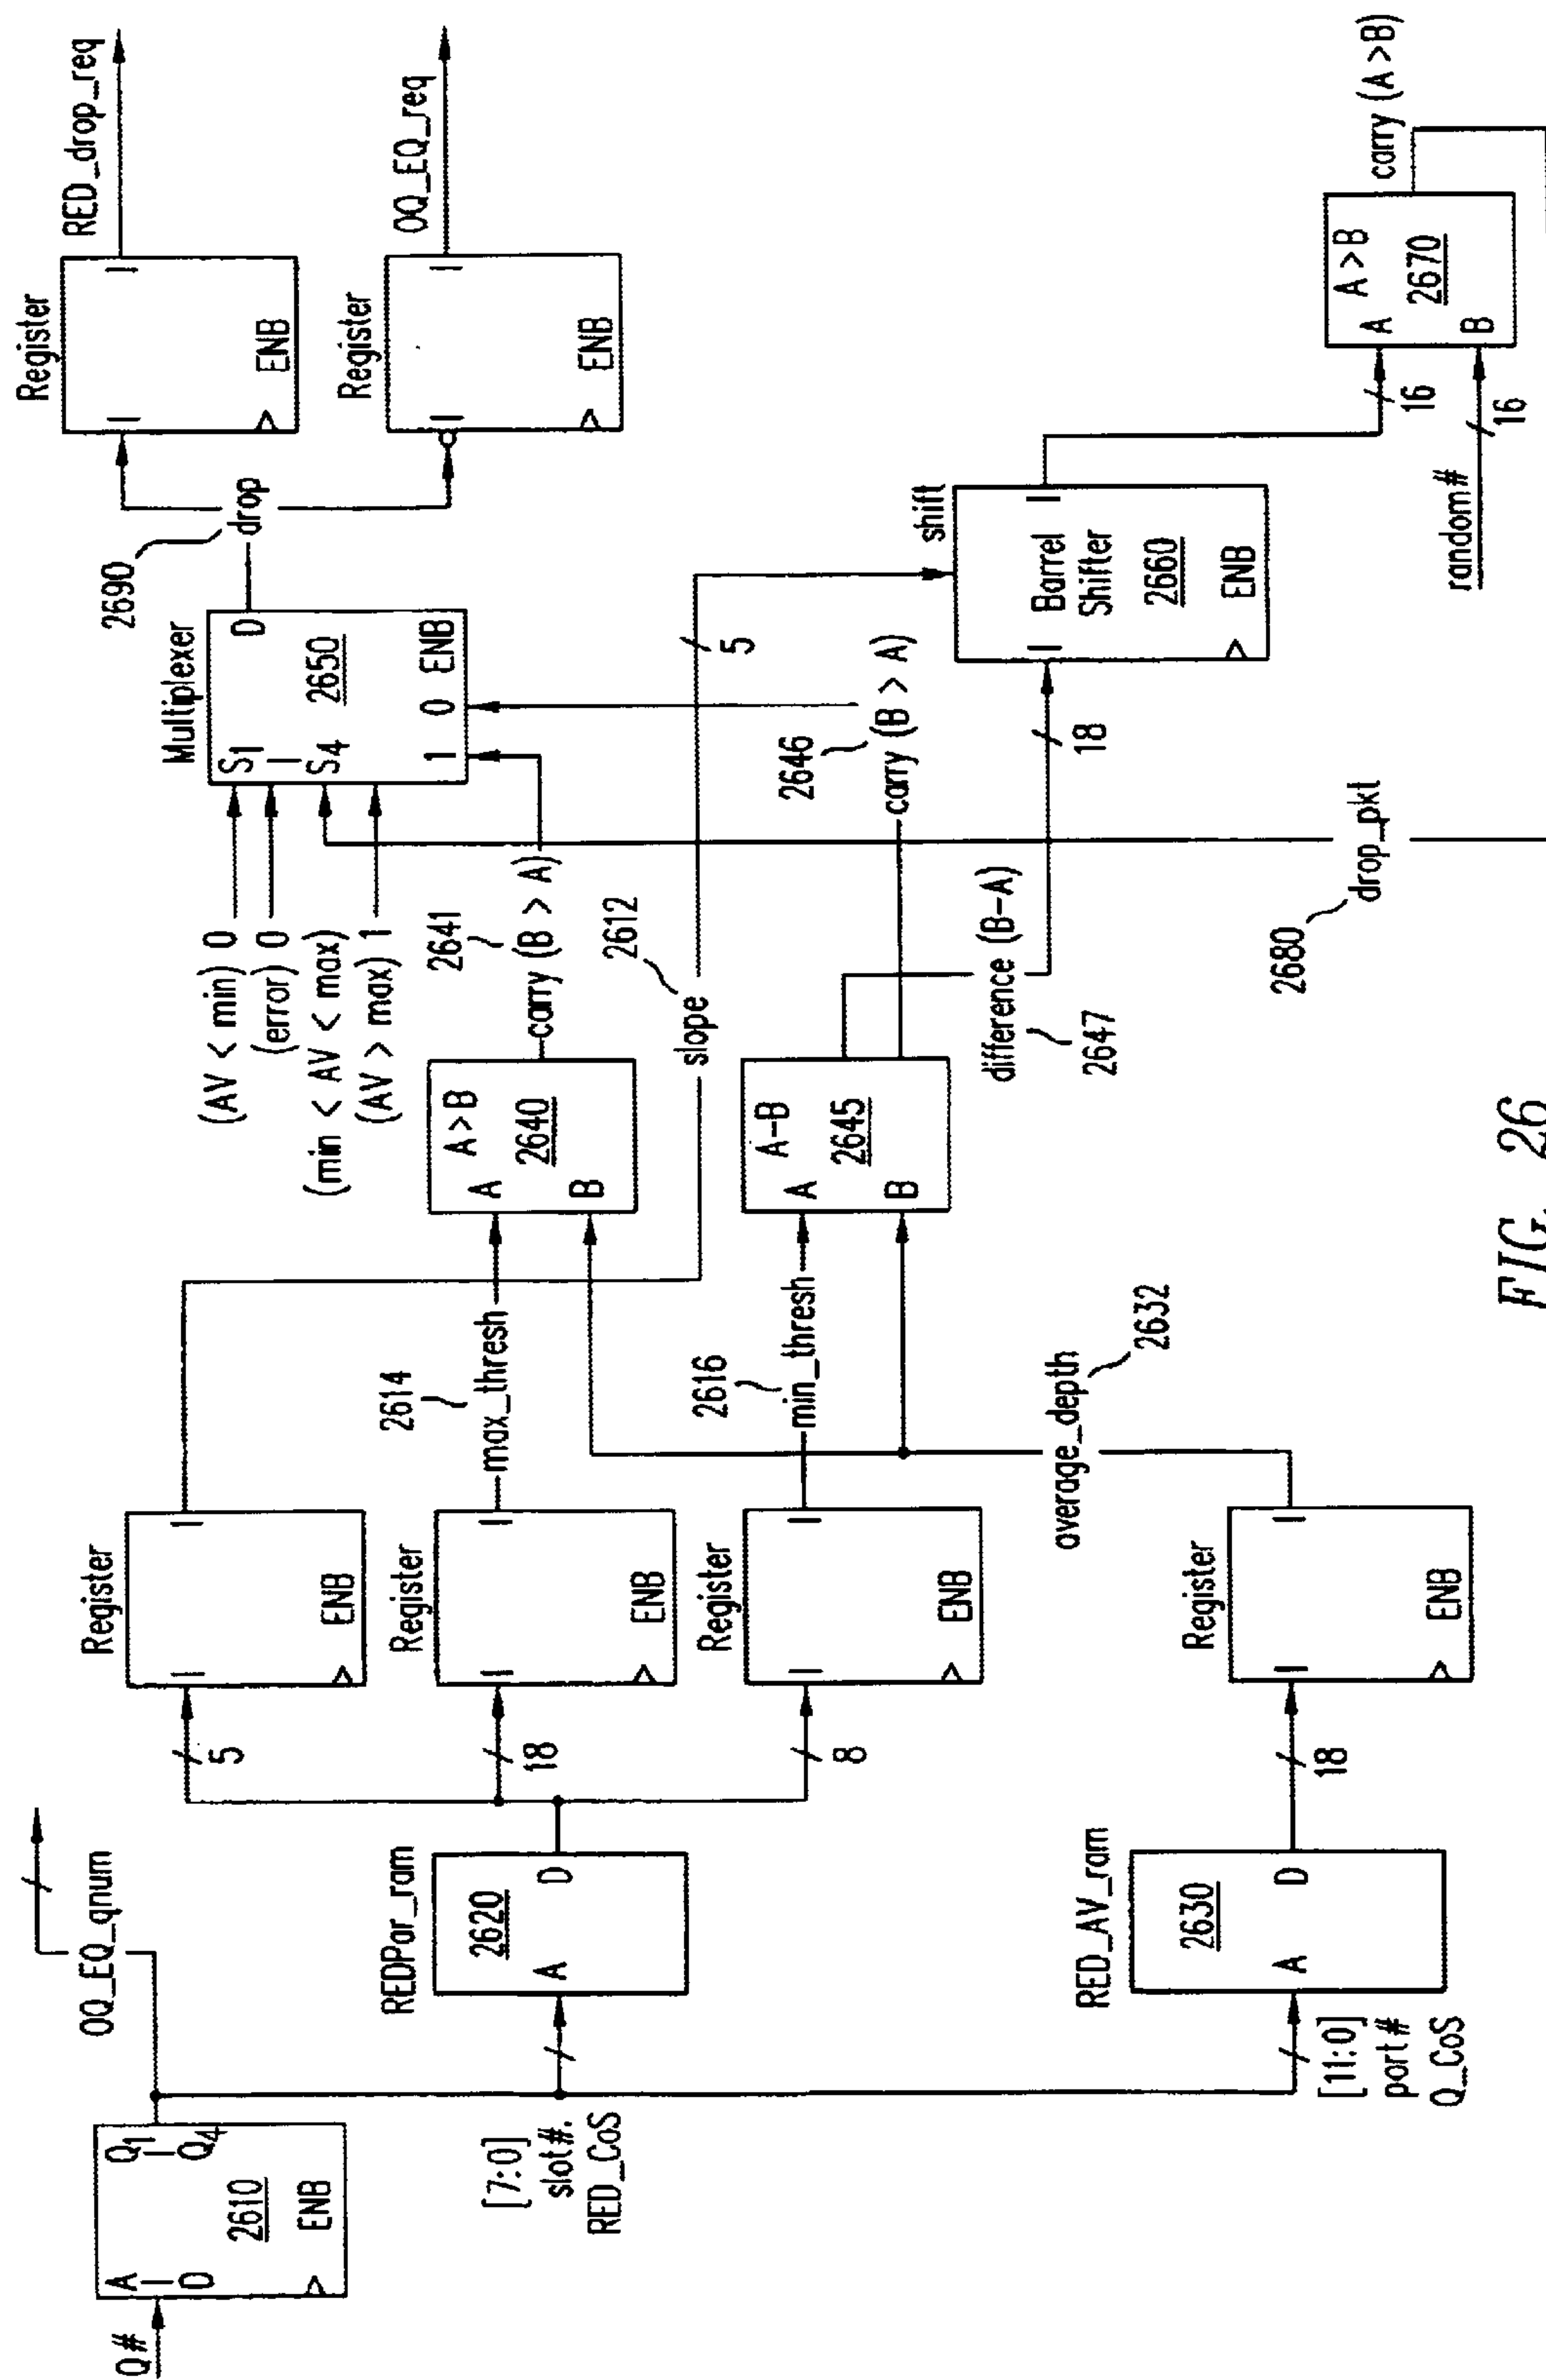 Q#
A
D
Q1
Q4
2610
ENB
OQ_EQ_qnum
[7:0]
slot#.
RED_CoS
REDPar_ram
2620
A
D
RED_AV_ram
2630
A
D
[11:0]
port#
Q_CoS
5
18
8
18
Register
ENB
Register
ENB
Register
ENB
Register
ENB
2614
max_thresh
2616
min_thresh
average_depth
2632
A>B
A
2640
B
A-B
A
2645
B
(AV < min) 0
(error) 0
(min < AV < max)
(AV > max) 1
2641
carry (B > A)
2612
slope
difference (B-A)
2647
2646
carry (B > A)
2680
drop_pkt
Multiplexer
S1
S4
D
2650
1
0
ENB
5
18
2690
drop
shift
Barrel
Shifter
2660
ENB
Register
ENB
RED_drop_req
Register
ENB
OQ_EQ_req
16
random#
16
A>B
A
2670
B
carry (A>B)
FIG. 26